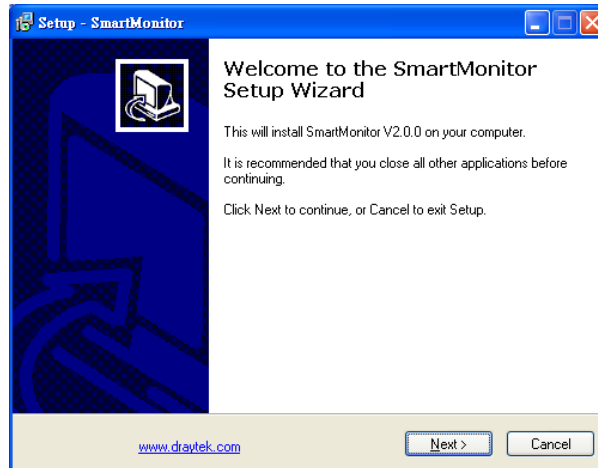 Setup - SmartMonitor
Welcome to the SmartMonitor
Setup Wizard
This will install SmartMonitor V2.0.0 on your computer.
It is recommended that you close all other applications before
continuing.
Click Next to continue, or Cancel to exit Setup.
www.draytek.com
Next >
Cancel